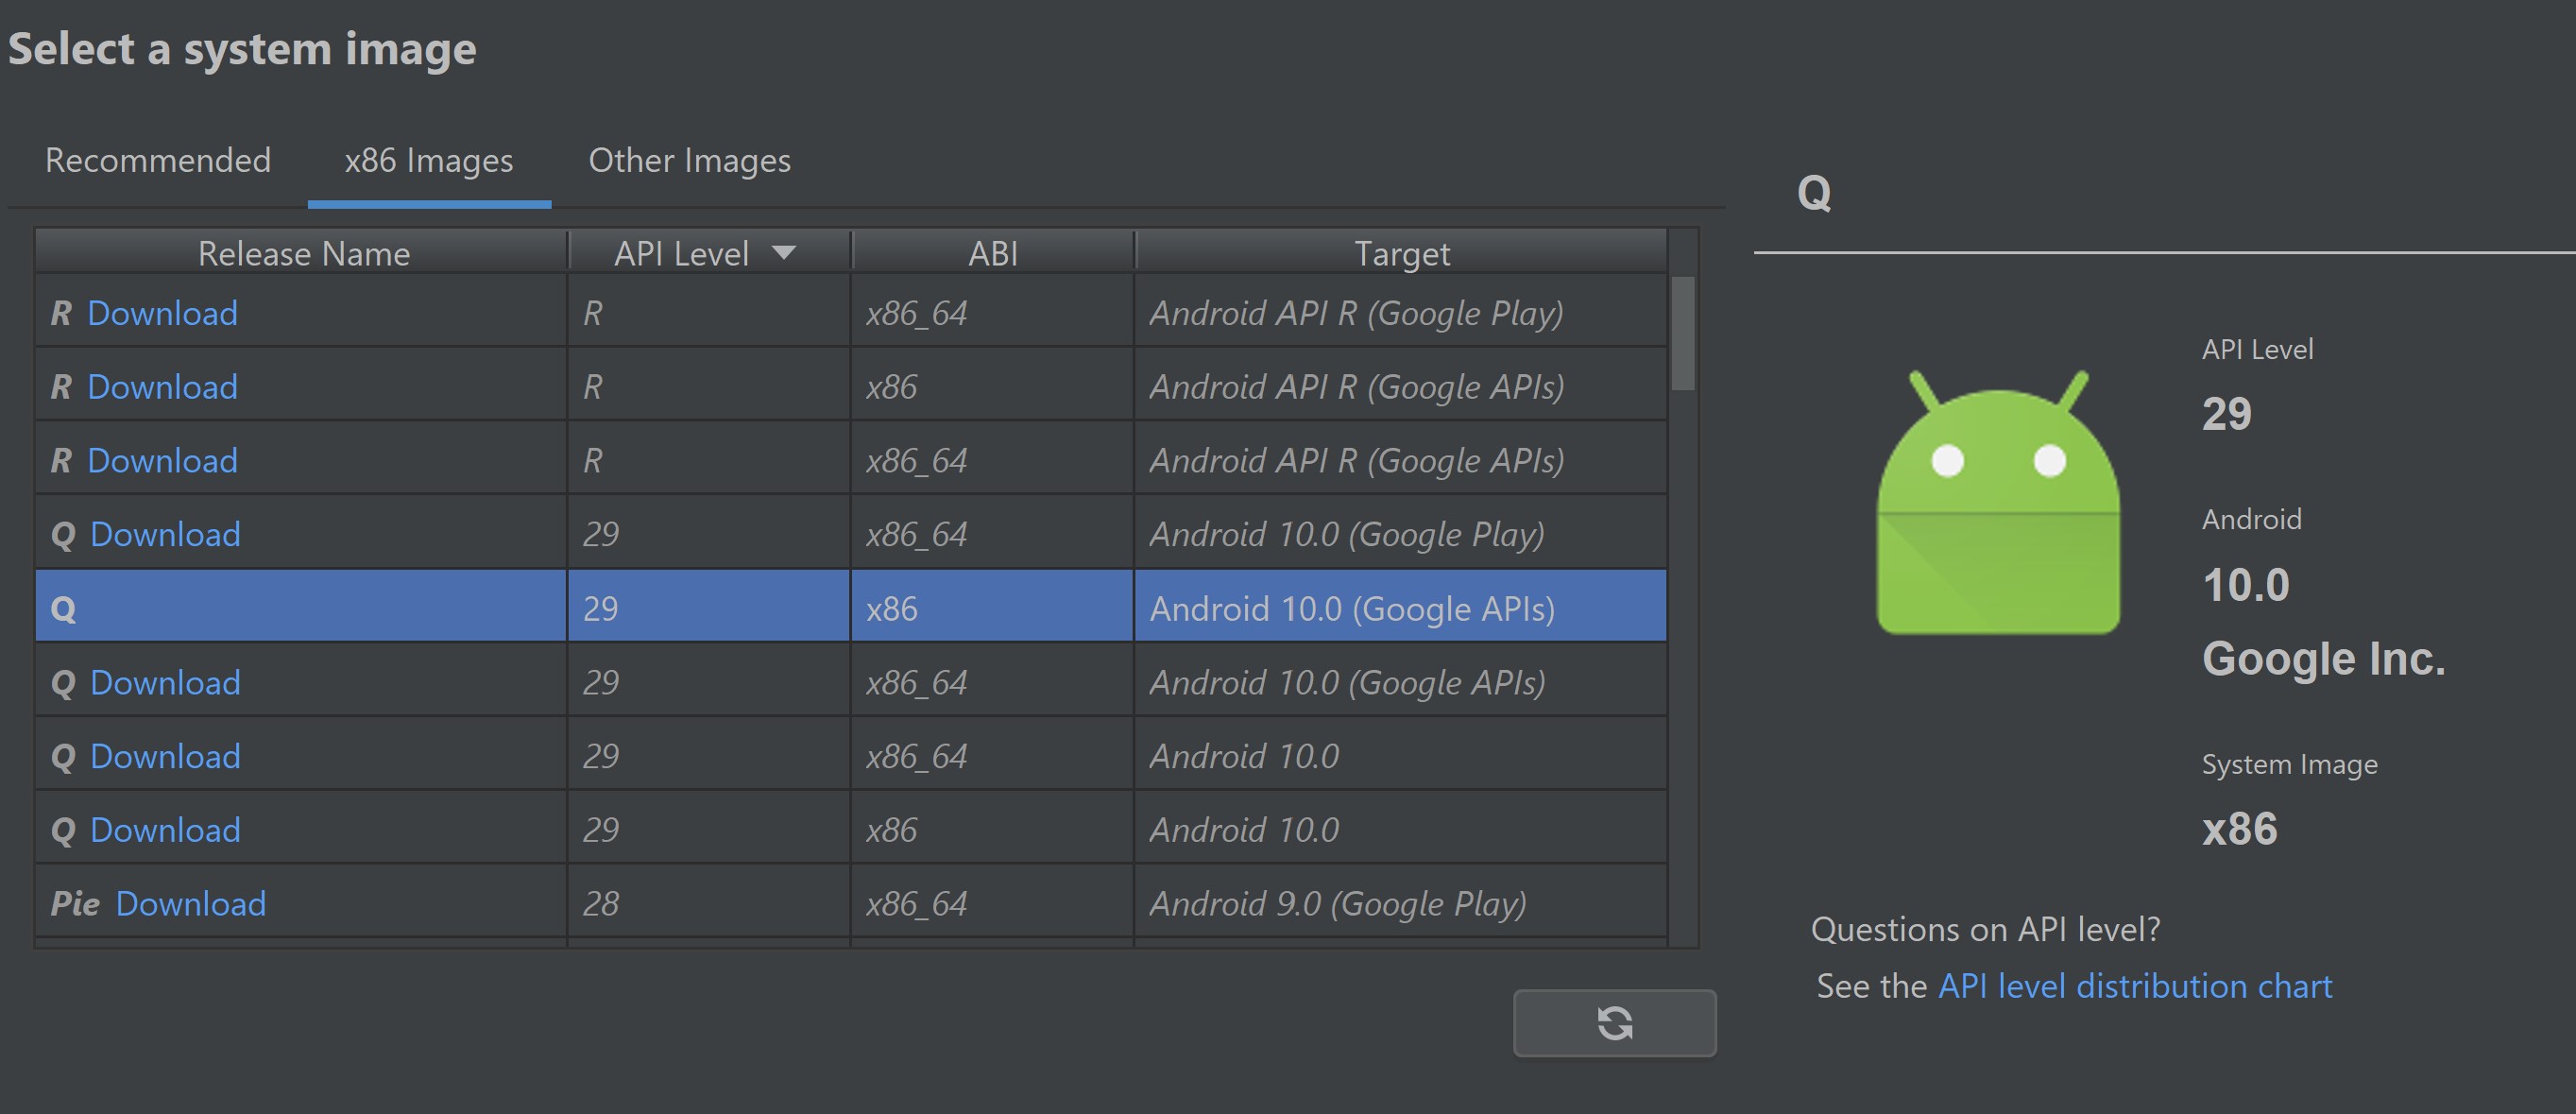 Select a system image
Recommended x86 Images Other Images
Release Name API Level ABI Target
R Download R x86_64 Android API R (Google Play)
R Download R x86 Android API R (Google APIs)
R Download R x86_64 Android API R (Google APIs)
Q Download 29 x86_64 Android 10.0 (Google Play)
Q 29 x86 Android 10.0 (Google APIs)
Q Download 29 x86_64 Android 10.0 (Google APIs)
Q Download 29 x86_64 Android 10.0
Q Download 29 x86 Android 10.0
Pie Download 28 x86_64 Android 9.0 (Google Play)
Q
API Level
29
Android
10.0
Google Inc.
System Image
x86
Questions on API level?
See the API level distribution chart